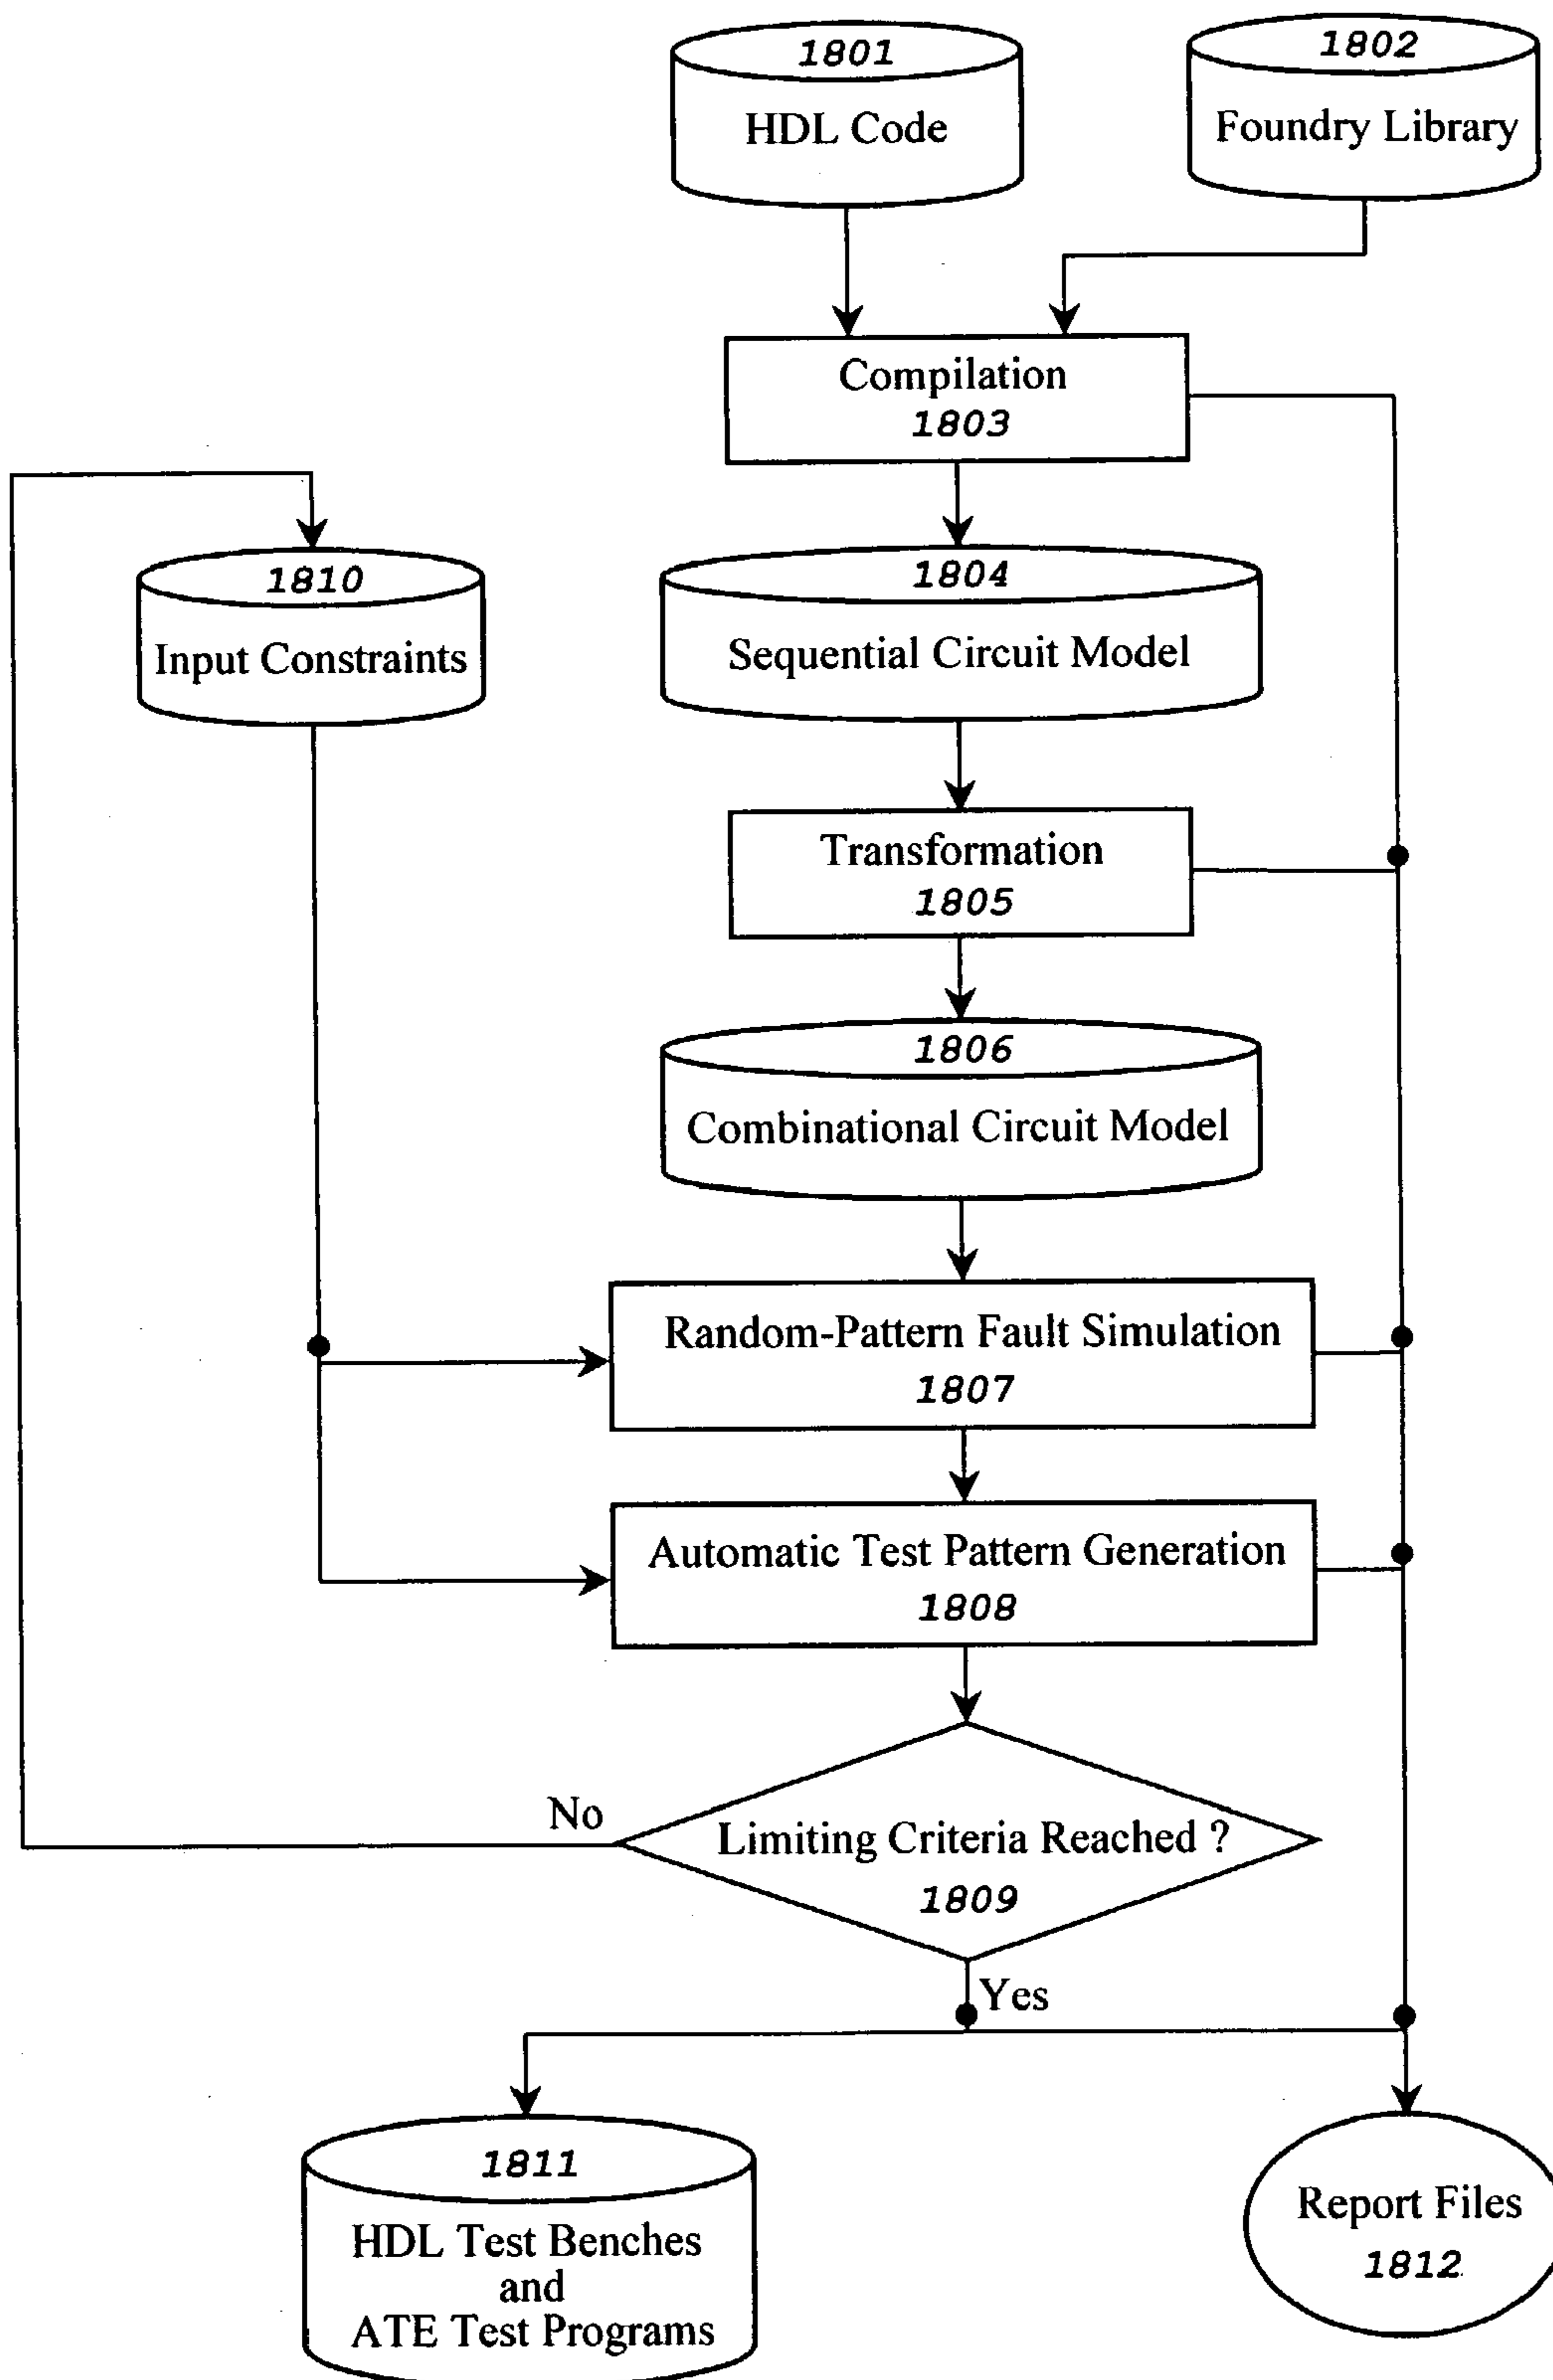 1801
HDL Code
1802
Foundry Library
Compilation
1803
1810
Input Constraints
1804
Sequential Circuit Model
Transformation
1805
1806
Combinational Circuit Model
Random-Pattern Fault Simulation
1807
Automatic Test Pattern Generation
1808
No
Limiting Criteria Reached ?
1809
Yes
1811
HDL Test Benches
and
ATE Test Programs
Report Files
1812